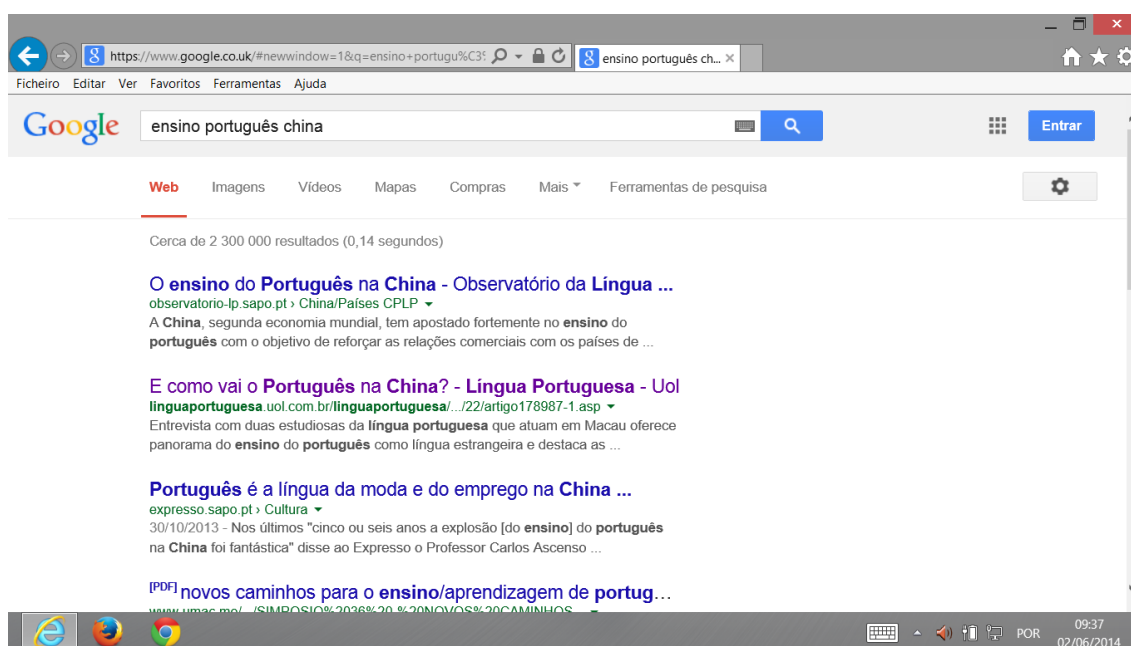 https://www.google.co.uk/#newwindow=1&q=ensino+portugu%C3%
ensino português ch...
Ficheiro Editar Ver Favoritos Ferramentas Ajuda
Google
ensino português china
Entrar
Web Imagens Vídeos Mapas Compras Mais Ferramentas de pesquisa
Cerca de 2 300 000 resultados (0,14 segundos)
O ensino do Português na China - Observatório da Língua ...
observatorio-lp.sapo.pt › China/Países CPLP
A China, segunda economia mundial, tem apostado fortemente no ensino do
português com o objetivo de reforçar as relações comerciais com os países de ...
E como vai o Português na China? - Língua Portuguesa - Uol
linguaportuguesa.uol.com.br/linguaportuguesa/.../22/artigo178987-1.asp
Entrevista com duas estudiosas da língua portuguesa que atuam em Macau oferece
panorama do ensino do português como língua estrangeira e destaca as ...
Português é a língua da moda e do emprego na China ...
expresso.sapo.pt › Cultura
30/10/2013 - Nos últimos "cinco ou seis anos a explosão [do ensino] do português
na China foi fantástica" disse ao Expresso o Professor Carlos Ascenso ...
[PDF] novos caminhos para o ensino/aprendizagem de portug...
www.umac.mo/.../SIMPOSIO%2036%20.%20NOVOS%20CAMINHOS...
POR
09:37
02/06/2014